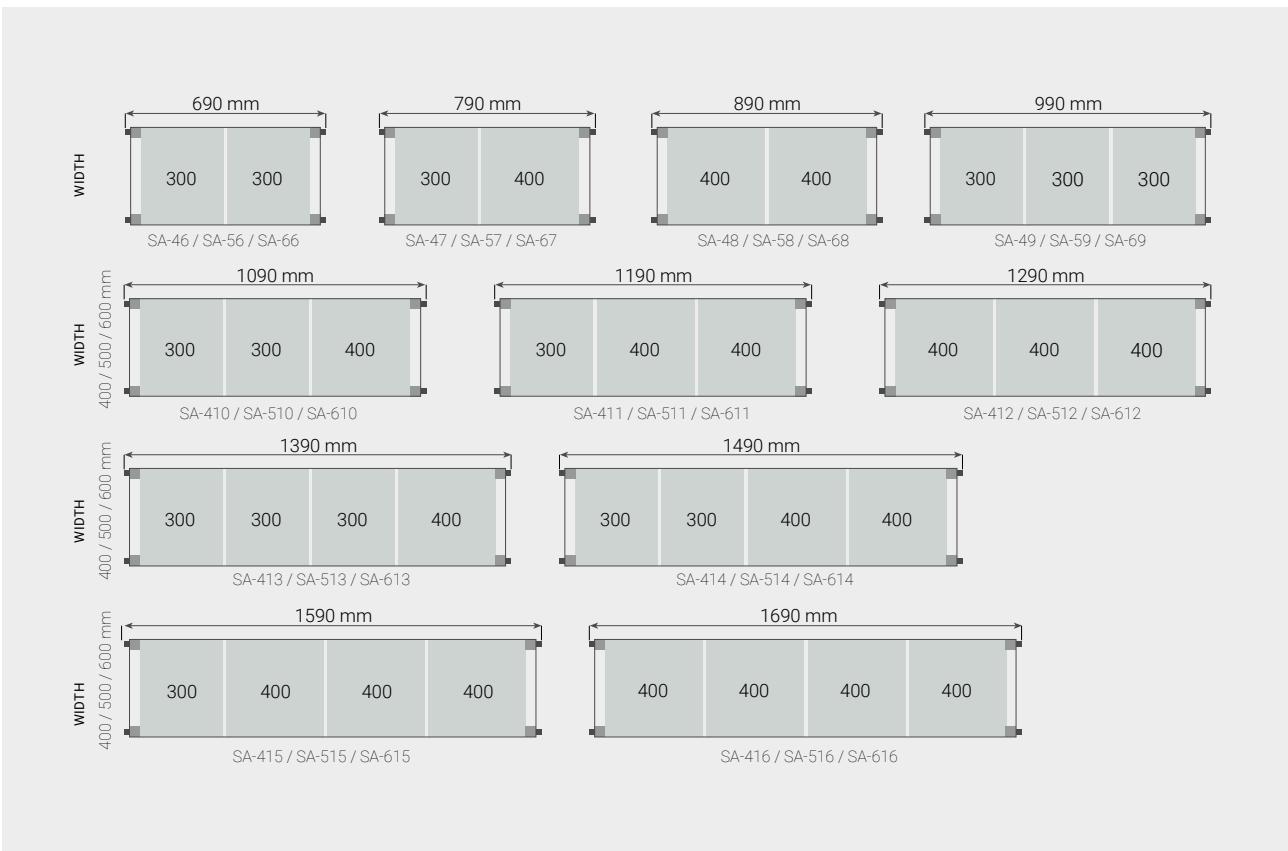 690 mm
790 mm
890 mm
990 mm
WIDTH
300 300
300 400
400 400
300 300 300
SA-46 / SA-56 / SA-66
SA-47 / SA-57 / SA-67
SA-48 / SA-58 / SA-68
SA-49 / SA-59 / SA-69
1090 mm
1190 mm
1290 mm
WIDTH
400 / 500 / 600 mm
300 300 400
300 400 400
400 400 400
SA-410 / SA-510 / SA-610
SA-411 / SA-511 / SA-611
SA-412 / SA-512 / SA-612
1390 mm
1490 mm
WIDTH
400 / 500 / 600 mm
300 300 300 400
300 300 400 400
SA-413 / SA-513 / SA-613
SA-414 / SA-514 / SA-614
1590 mm
1690 mm
WIDTH
400 / 500 / 600 mm
300 400 400 400
400 400 400 400
SA-415 / SA-515 / SA-615
SA-416 / SA-516 / SA-616